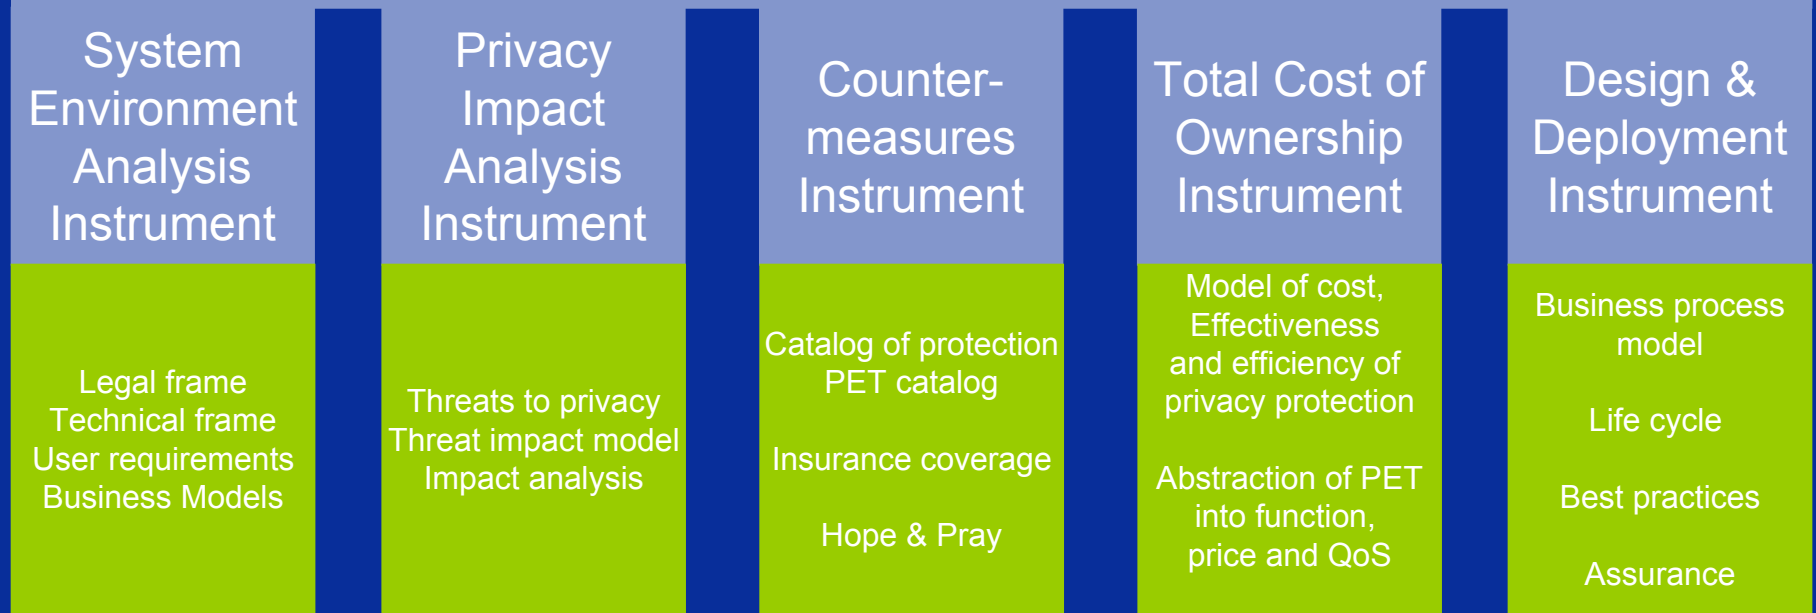 System
Environment
Analysis
Instrument
Legal frame
Technical frame
User requirements
Business Models
Privacy
Impact
Analysis
Instrument
Threats to privacy
Threat impact model
Impact analysis
Counter-
measures
Instrument
Catalog of protection
PET catalog
Insurance coverage
Hope & Pray
Total Cost of
Ownership
Instrument
Model of cost,
Effectiveness
and efficiency of
privacy protection
Abstraction of PET
into function,
price and QoS
Design &
Deployment
Instrument
Business process
model
Life cycle
Best practices
Assurance